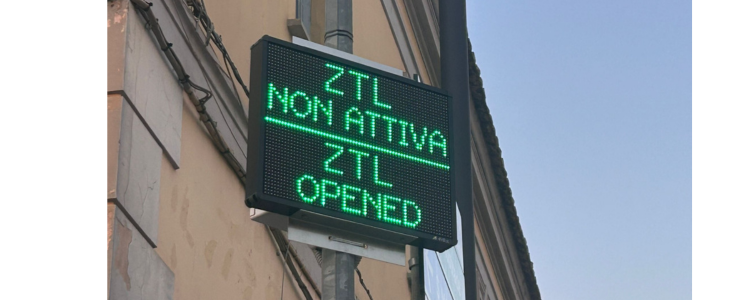 ZTL
NON ATTIVA
ZTL
OPENED